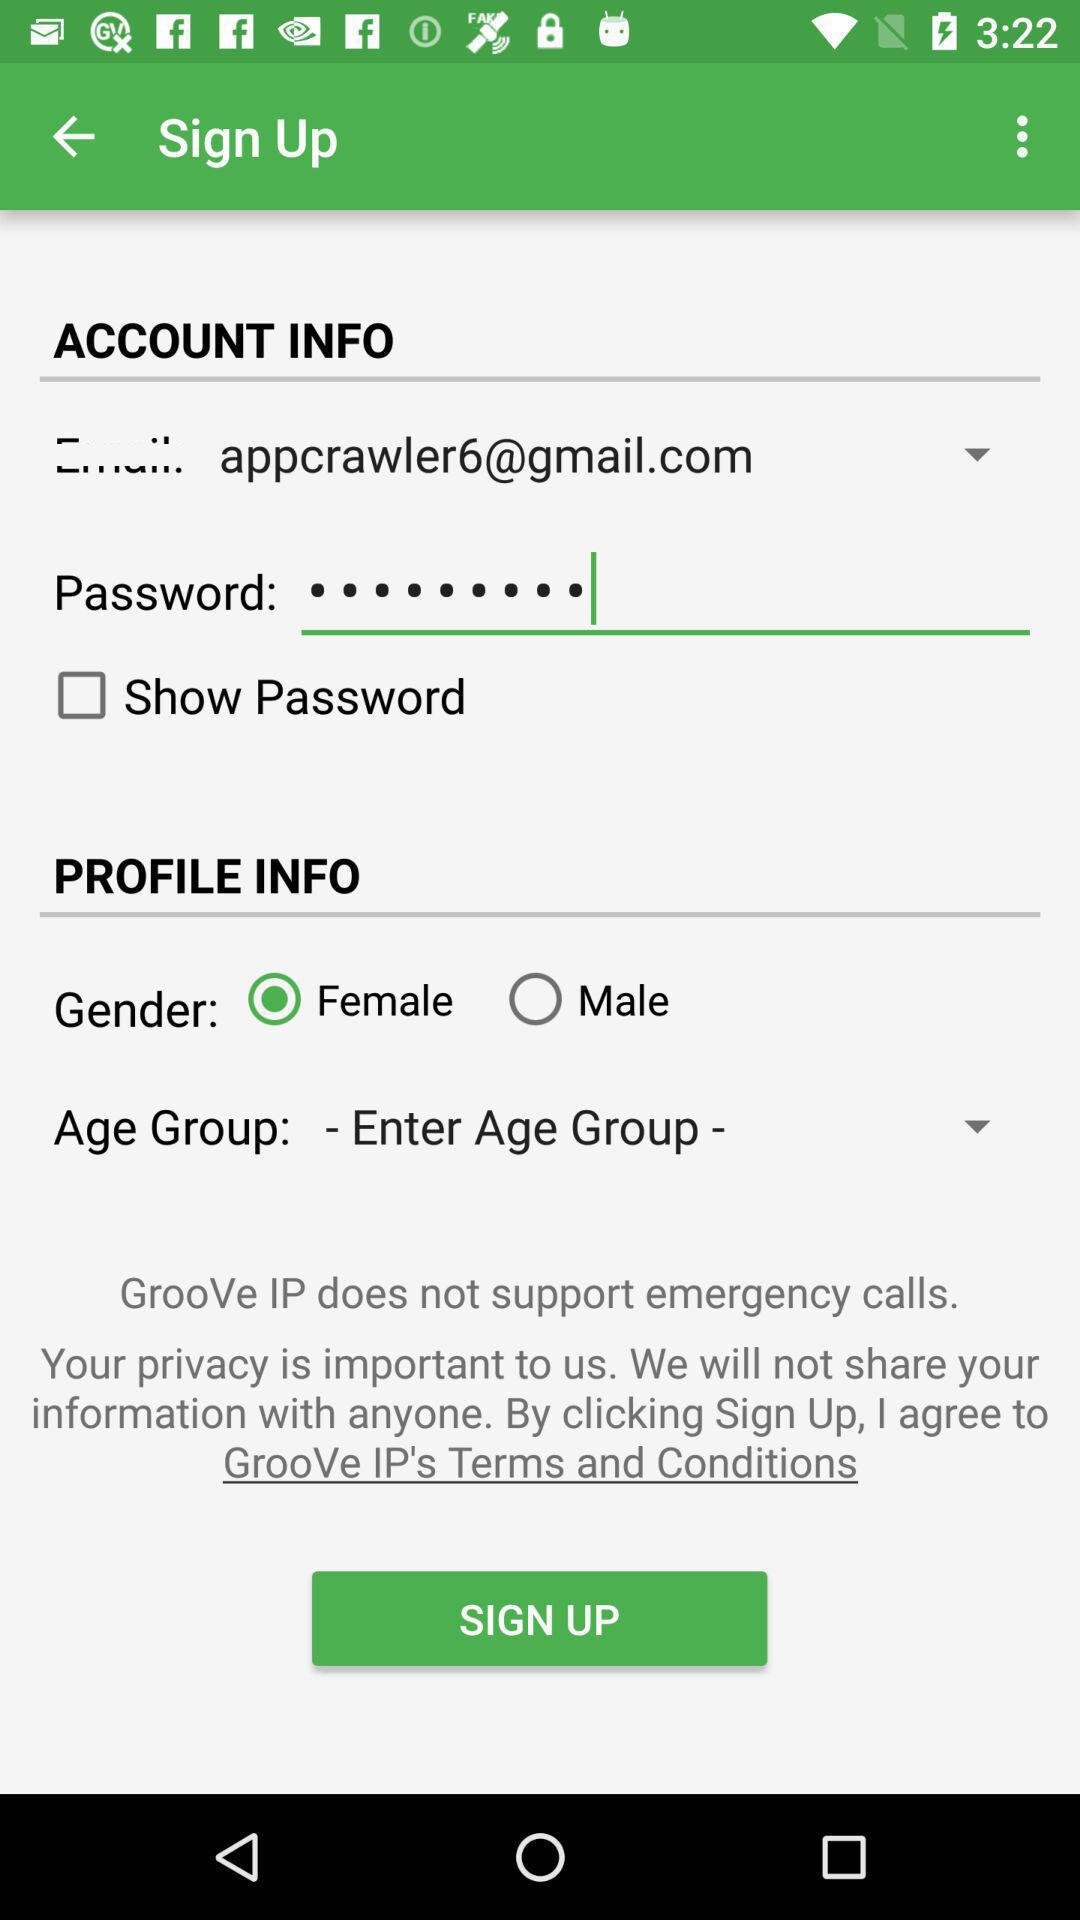 3:22
Sign Up
ACCOUNT INFO
Email: appcrawler6@gmail.com
Password: •••••••••
Show Password
PROFILE INFO
Gender: Female Male
Age Group: - Enter Age Group -
GrooVe IP does not support emergency calls.
Your privacy is important to us. We will not share your
information with anyone. By clicking Sign Up, I agree to
GrooVe IP's Terms and Conditions
SIGN UP